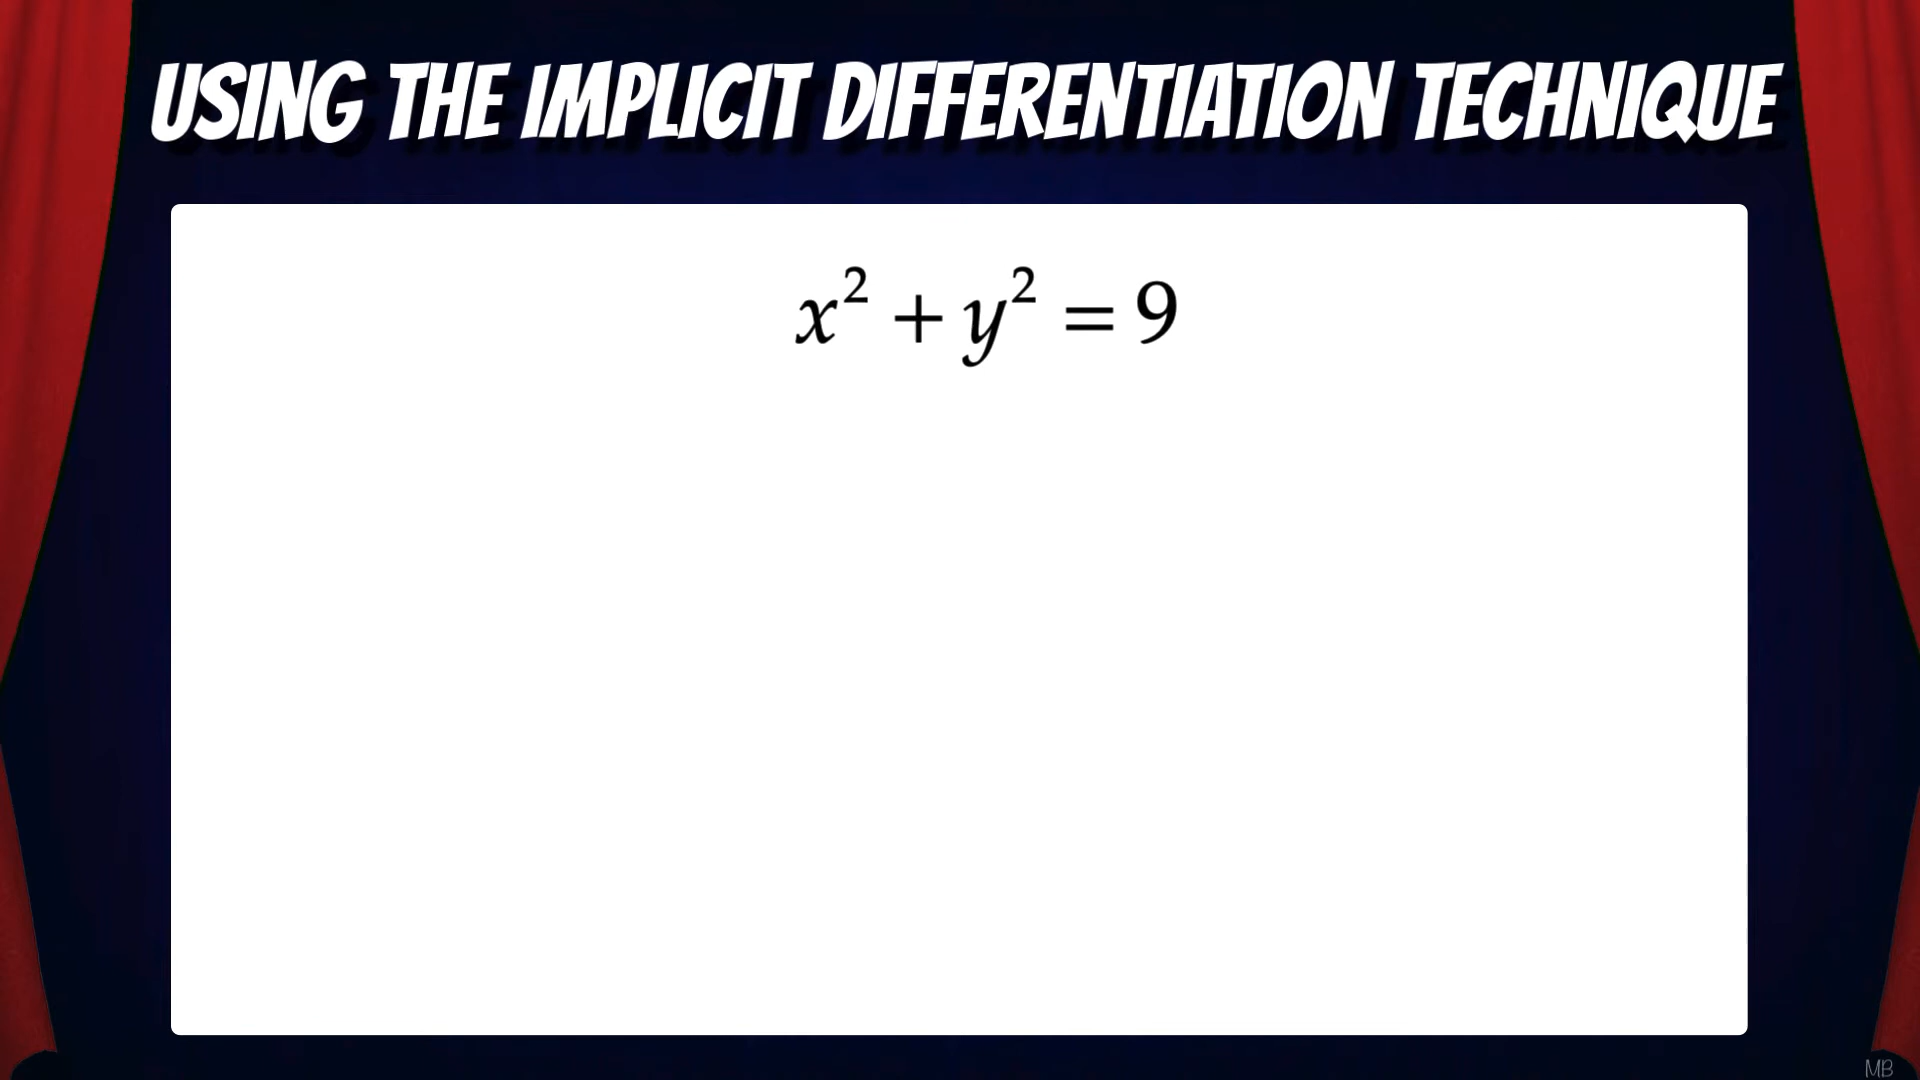 USING THE IMPLICIT DIFFERENTIATION TECHNIQUE
x² + y² = 9
MB